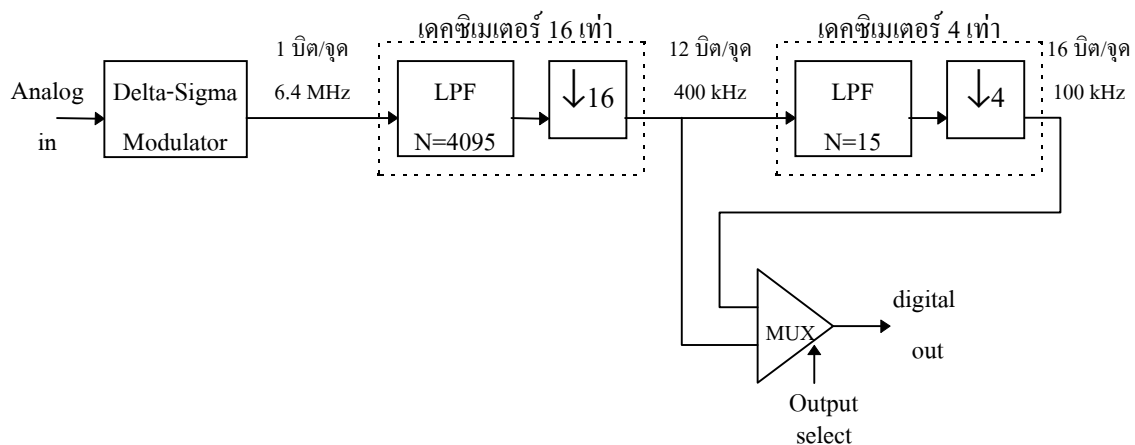 เดคซิเมเตอร์ 16 เท่า
เดคซิเมเตอร์ 4 เท่า
1 บิต/จุด
6.4 MHz
12 บิต/จุด
400 kHz
16 บิต/จุด
100 kHz
Analog
in
Delta-Sigma
Modulator
LPF
N=4095
↓16
LPF
N=15
↓4
MUX
digital
out
Output
select